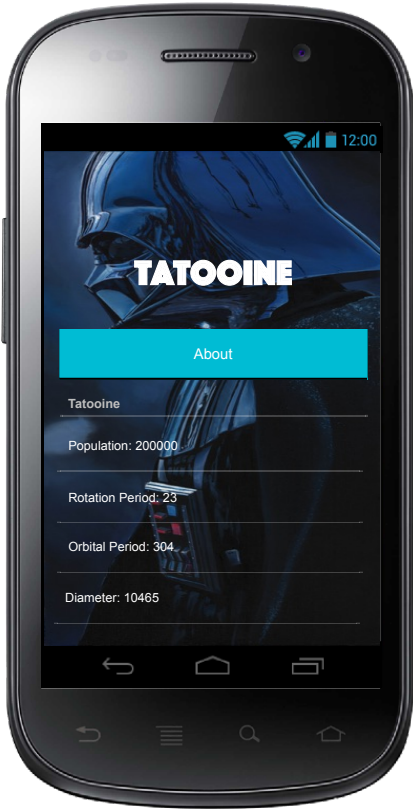 12:00
TATOOINE
About
Tatooine
Population: 200000
Rotation Period: 23
Orbital Period: 304
Diameter: 10465